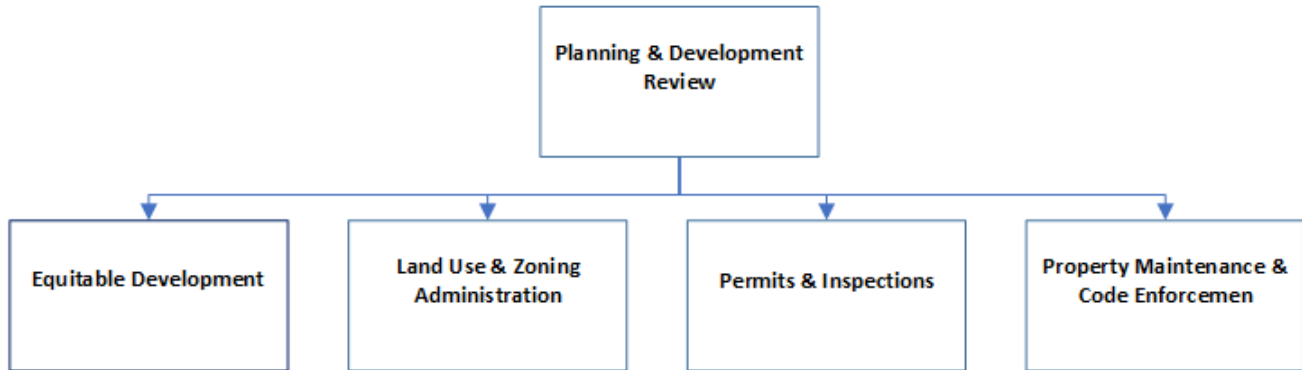 Planning & Development
Review
Equitable Development
Land Use & Zoning
Administration
Permits & Inspections
Property Maintenance &
Code Enforcemen